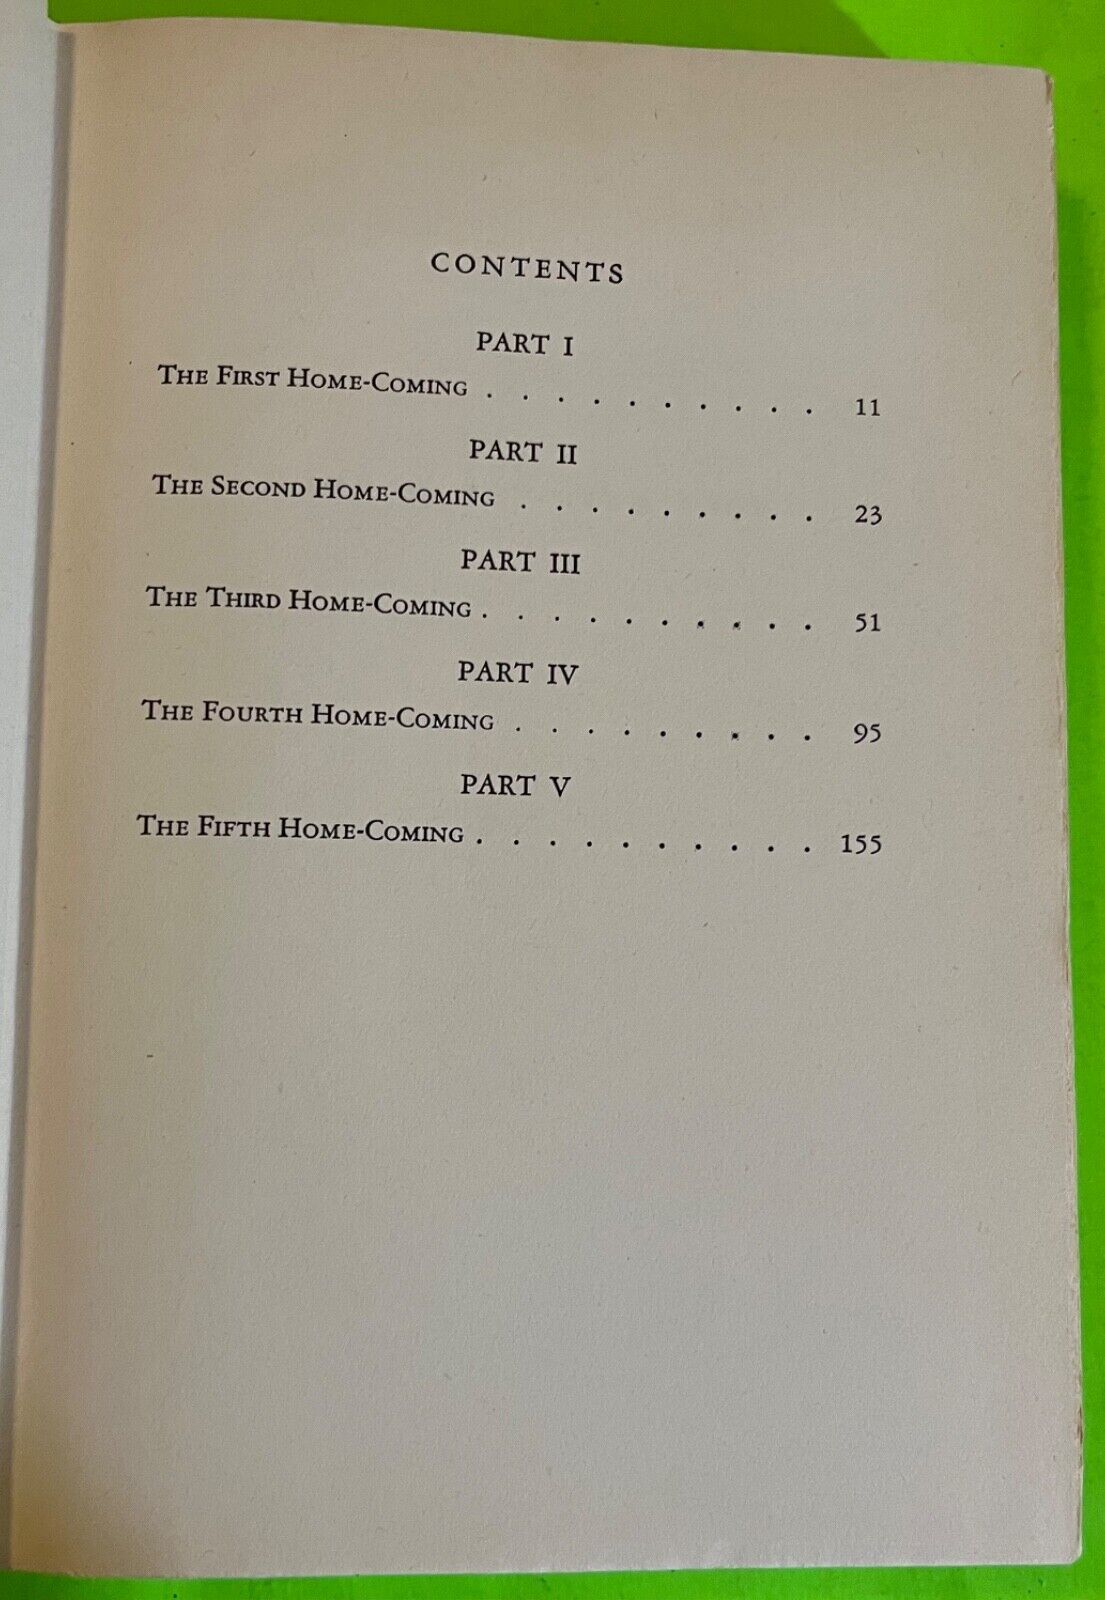 CONTENTS
PART I
The First Home-Coming . . . . . . . . . . 11
PART II
The Second Home-Coming . . . . . . . . . 23
PART III
The Third Home-Coming . . . . . . . . . . 51
PART IV
The Fourth Home-Coming . . . . . . . . . 95
PART V
The Fifth Home-Coming . . . . . . . . . . 155